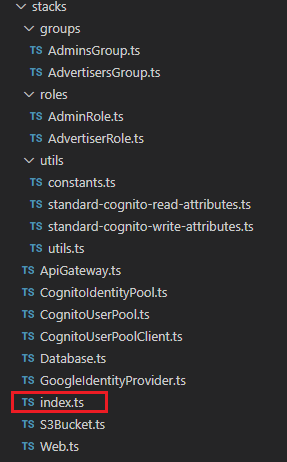 stacks
groups
TS AdminsGroup.ts
TS AdvertisersGroup.ts
roles
TS AdminRole.ts
TS AdvertiserRole.ts
utils
TS constants.ts
TS standard-cognito-read-attributes.ts
TS standard-cognito-write-attributes.ts
TS utils.ts
TS ApiGateway.ts
TS CognitoIdentityPool.ts
TS CognitoUserPool.ts
TS CognitoUserPoolClient.ts
TS Database.ts
TS GoogleIdentityProvider.ts
TS index.ts
TS S3Bucket.ts
TS Web.ts